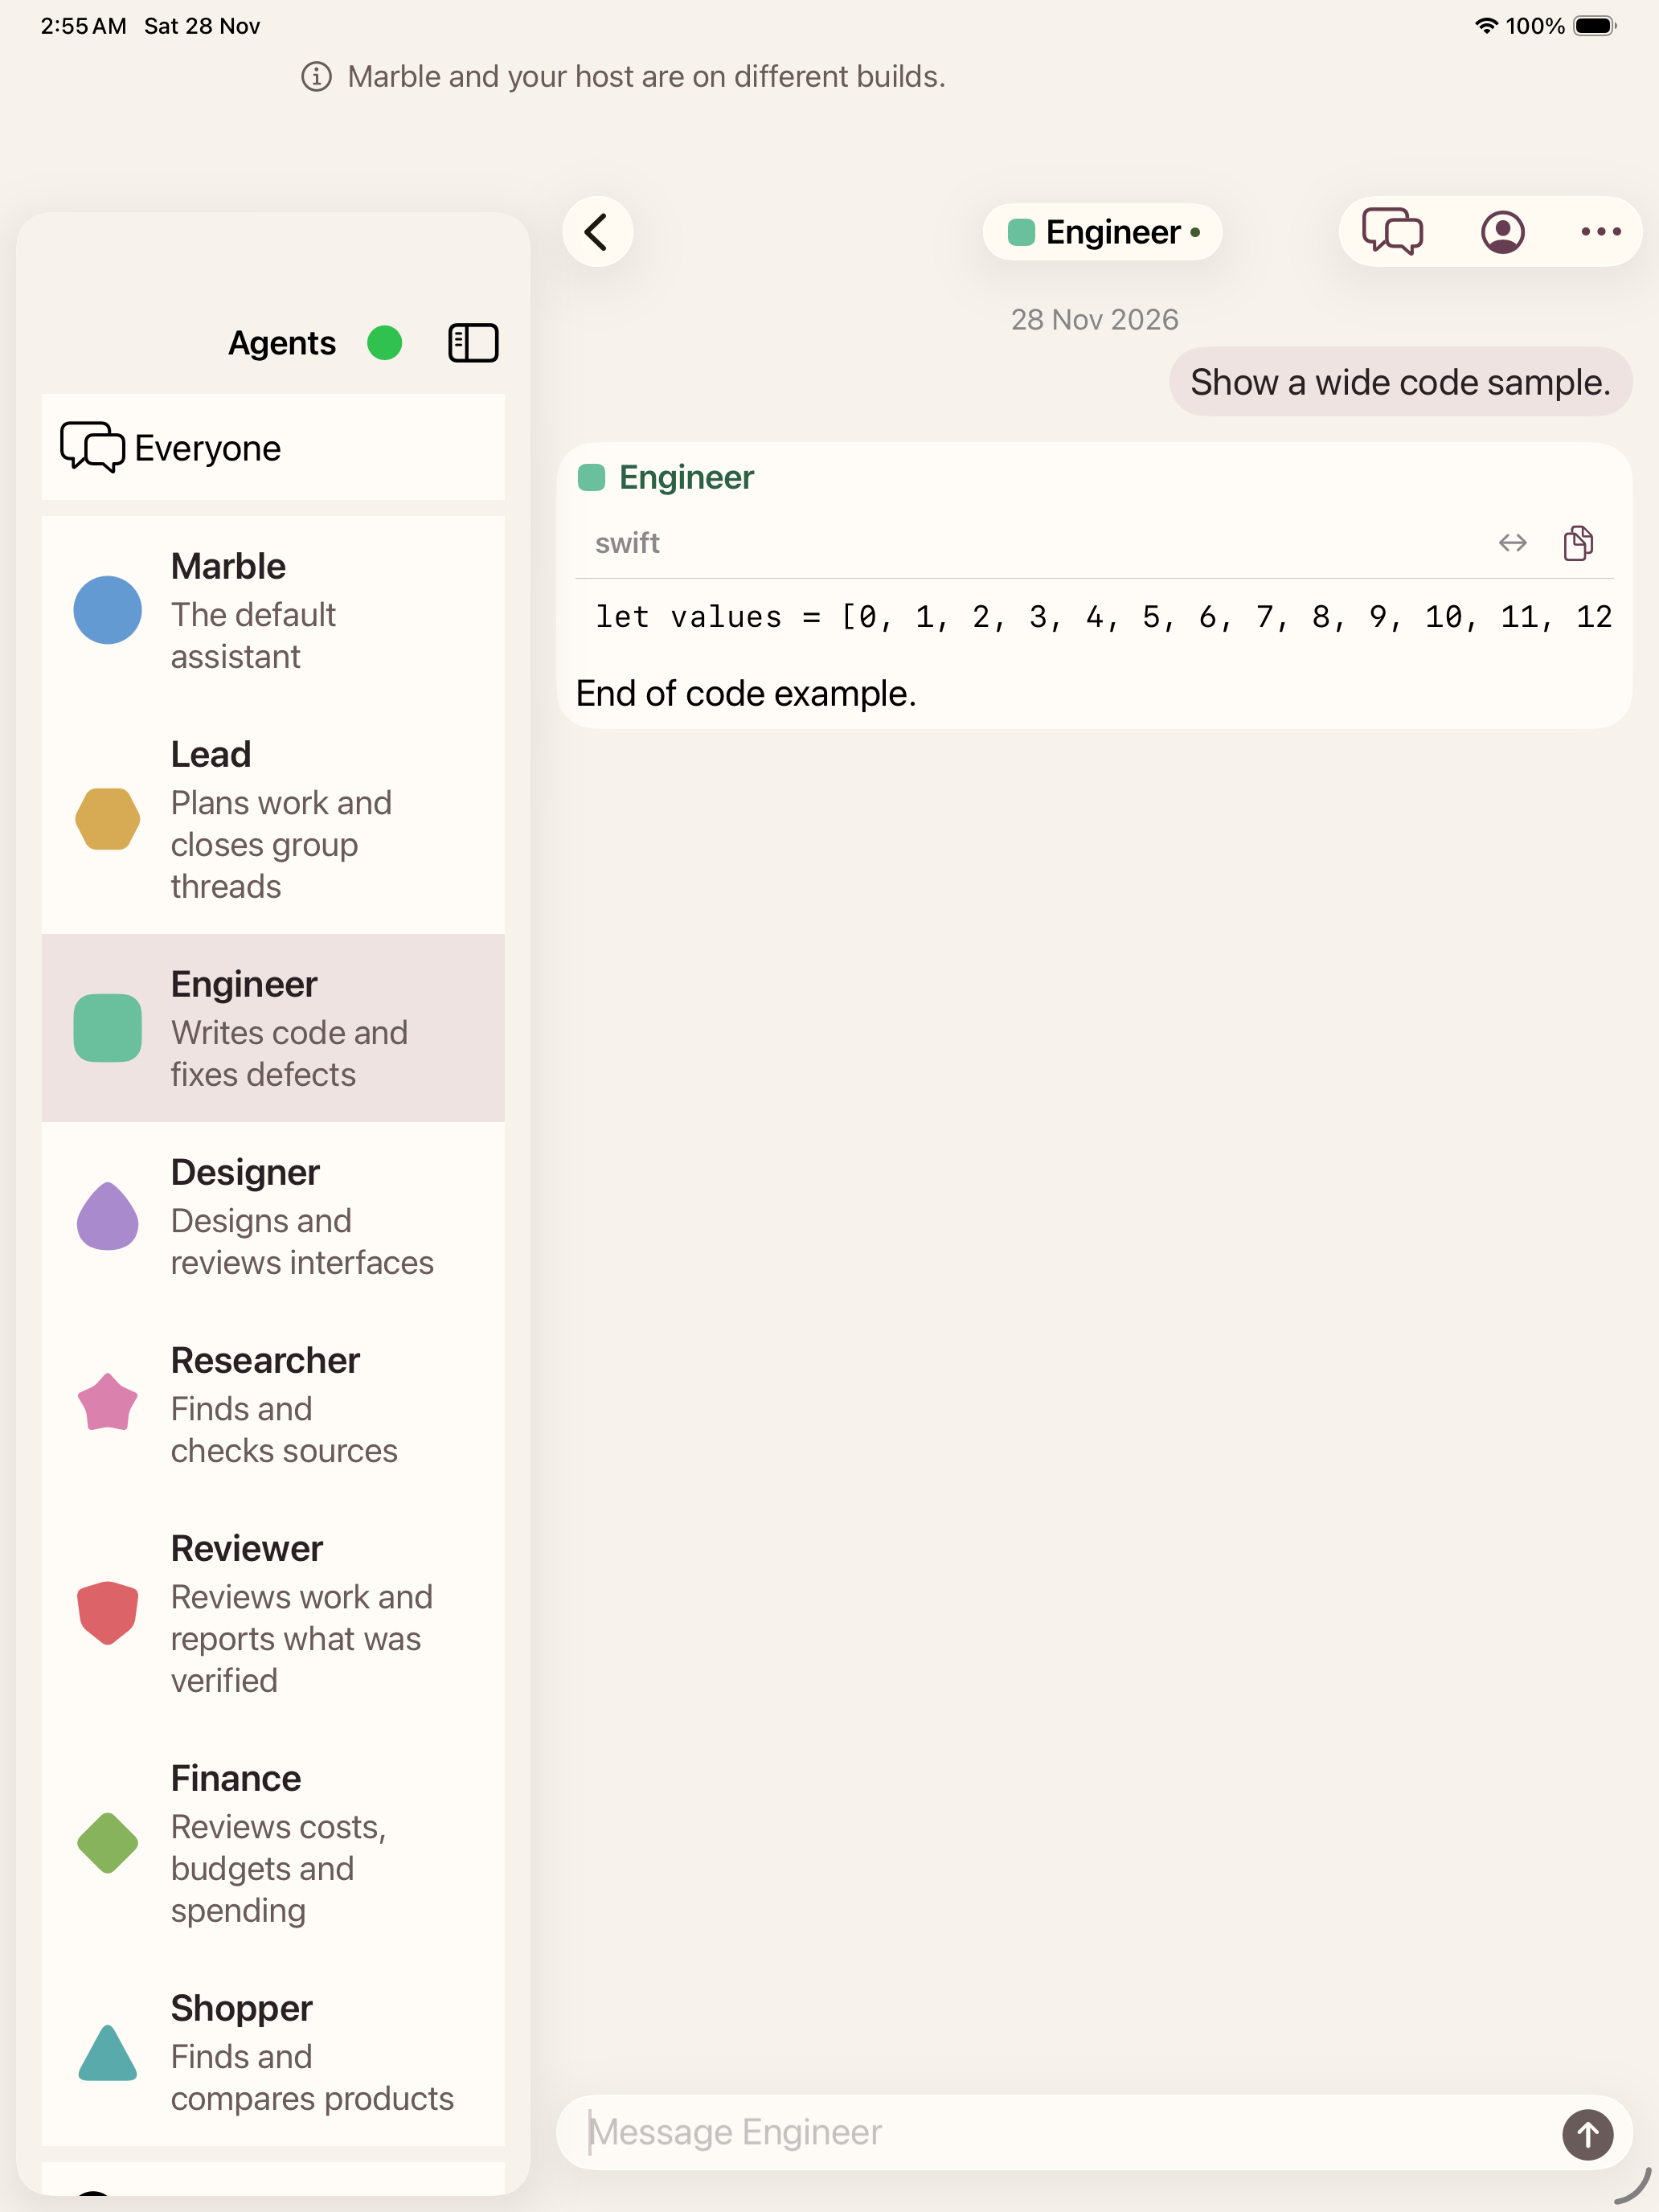 2:55 AM Sat 28 Nov
100%
Marble and your host are on different builds.
Agents
Everyone
Marble
The default
assistant
Lead
Plans work and
closes group
threads
Engineer
Writes code and
fixes defects
Designer
Designs and
reviews interfaces
Researcher
Finds and
checks sources
Reviewer
Reviews work and
reports what was
verified
Finance
Reviews costs,
budgets and
spending
Shopper
Finds and
compares products
Engineer
28 Nov 2026
Show a wide code sample.
Engineer
swift
let values = [0, 1, 2, 3, 4, 5, 6, 7, 8, 9, 10, 11, 12
End of code example.
Message Engineer